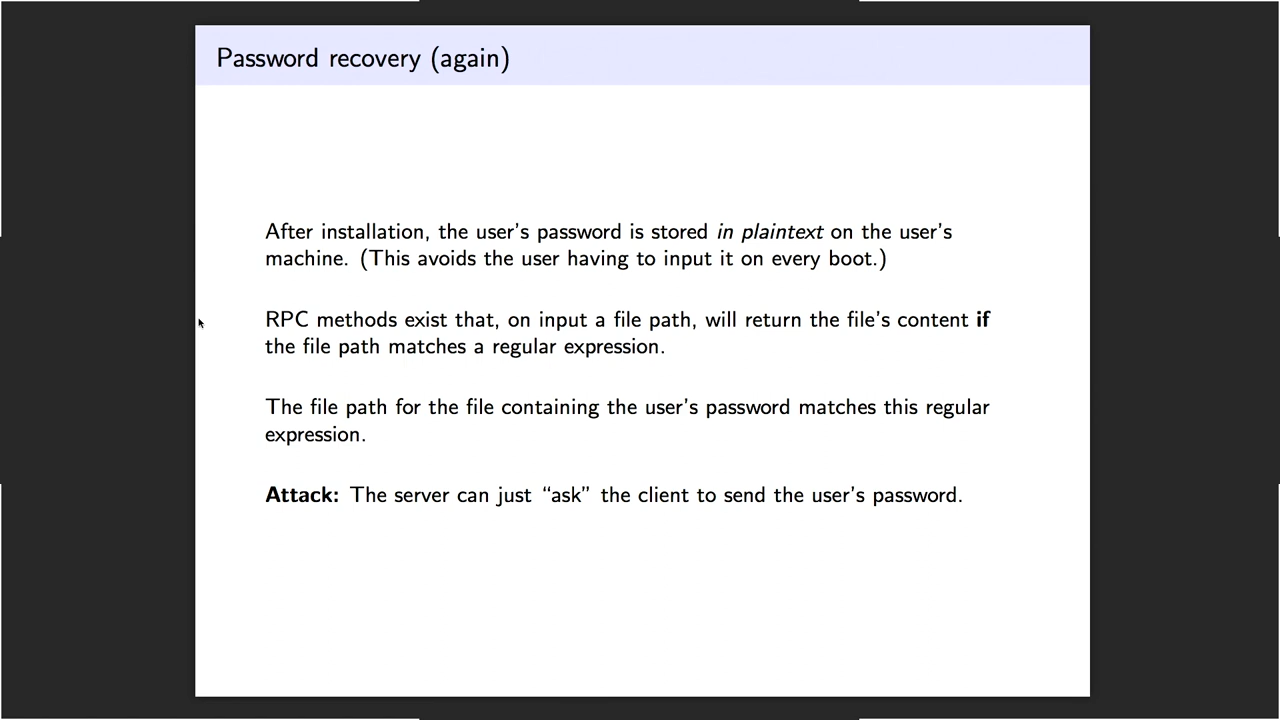 Password recovery (again)
After installation, the user's password is stored in plaintext on the user's
machine. (This avoids the user having to input it on every boot.)
RPC methods exist that, on input a file path, will return the file's content if
the file path matches a regular expression.
The file path for the file containing the user's password matches this regular
expression.
Attack: The server can just “ask” the client to send the user's password.